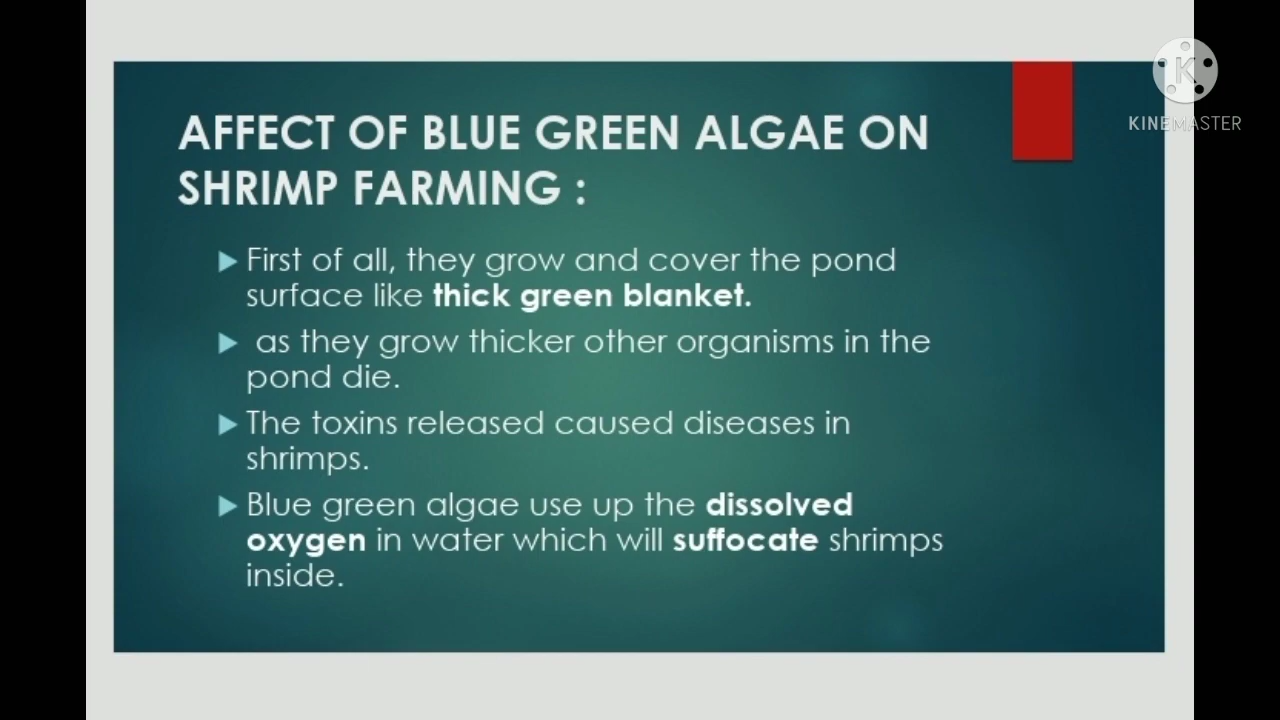 AFFECT OF BLUE GREEN ALGAE ON
SHRIMP FARMING :
First of all, they grow and cover the pond
surface like thick green blanket.
as they grow thicker other organisms in the
pond die.
The toxins released caused diseases in
shrimps.
Blue green algae use up the dissolved
oxygen in water which will suffocate shrimps
inside.
K
KINEMASTER